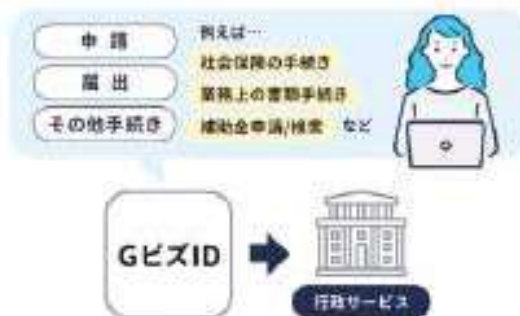 申請
届出
その他手続き
例えば…
社会保障の手続き
業務上の書類手続き
補助金申請/検索 など
GビズID
行政サービス